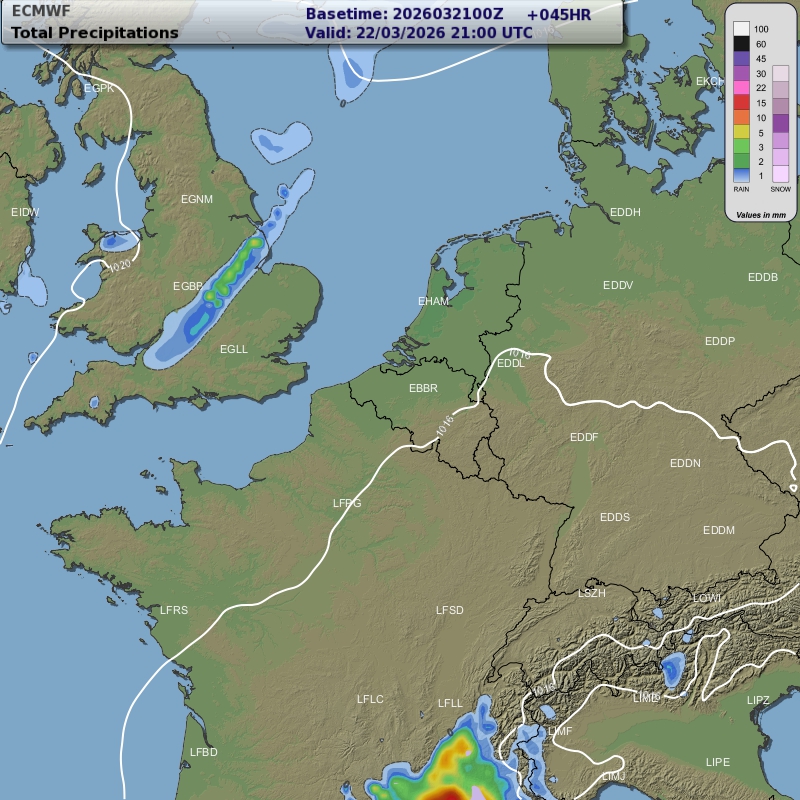 ECMWF
Basetime: 2026032100Z +045HR
Total Precipitations
Valid: 22/03/2026 21:00 UTC
100
60
45
30
22
15
10
5
3
2
1
RAIN SNOW
Values in mm
EGPK
EKCH
EIDW
EGNM
EDDH
1020
EGBP
EDDV
EDDB
EHAM
EGLL
EDDP
1016
EDDL
EBBR
1016
EDDF
EDDN
LFPG
EDDS
EDDM
LSZH
LOWI
LFRS
LFSD
1016
LFLC
LFLL
LIML
LIPZ
LIMF
LFBD
LIPE
LIMJ